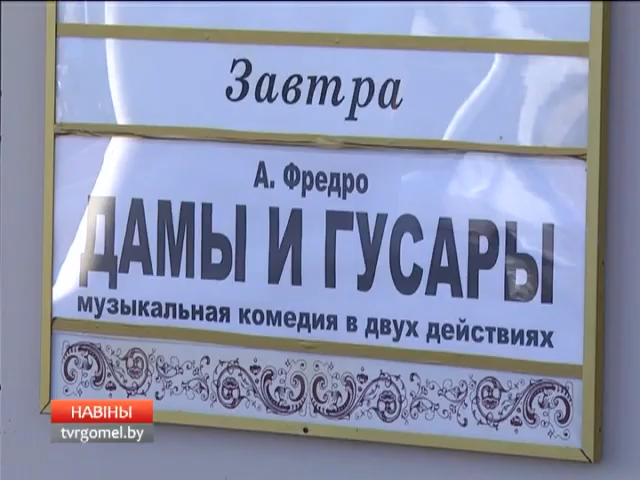 Завтра
А. Фредро
ДАМЫ И ГУСАРЫ
музыкальная комедия в двух действиях
НАВІНЫ
tvrgomel.by